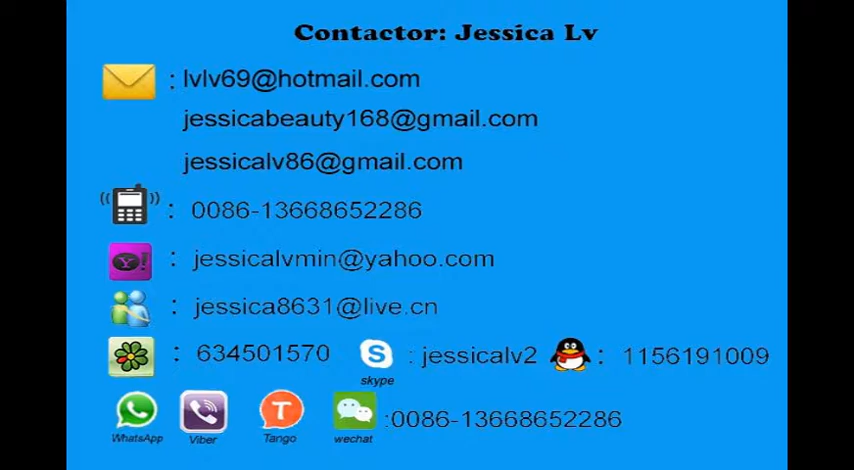 Contactor: Jessica Lv
: lvlv69@hotmail.com
jessicabeauty168@gmail.com
jessicalv86@gmail.com
: 0086-13668652286
Y! : jessicalvmin@yahoo.com
: jessica8631@live.cn
: 634501570 S : jessicalv2 : 1156191009
skype
T :0086-13668652286
WhatsApp Viber Tango wechat